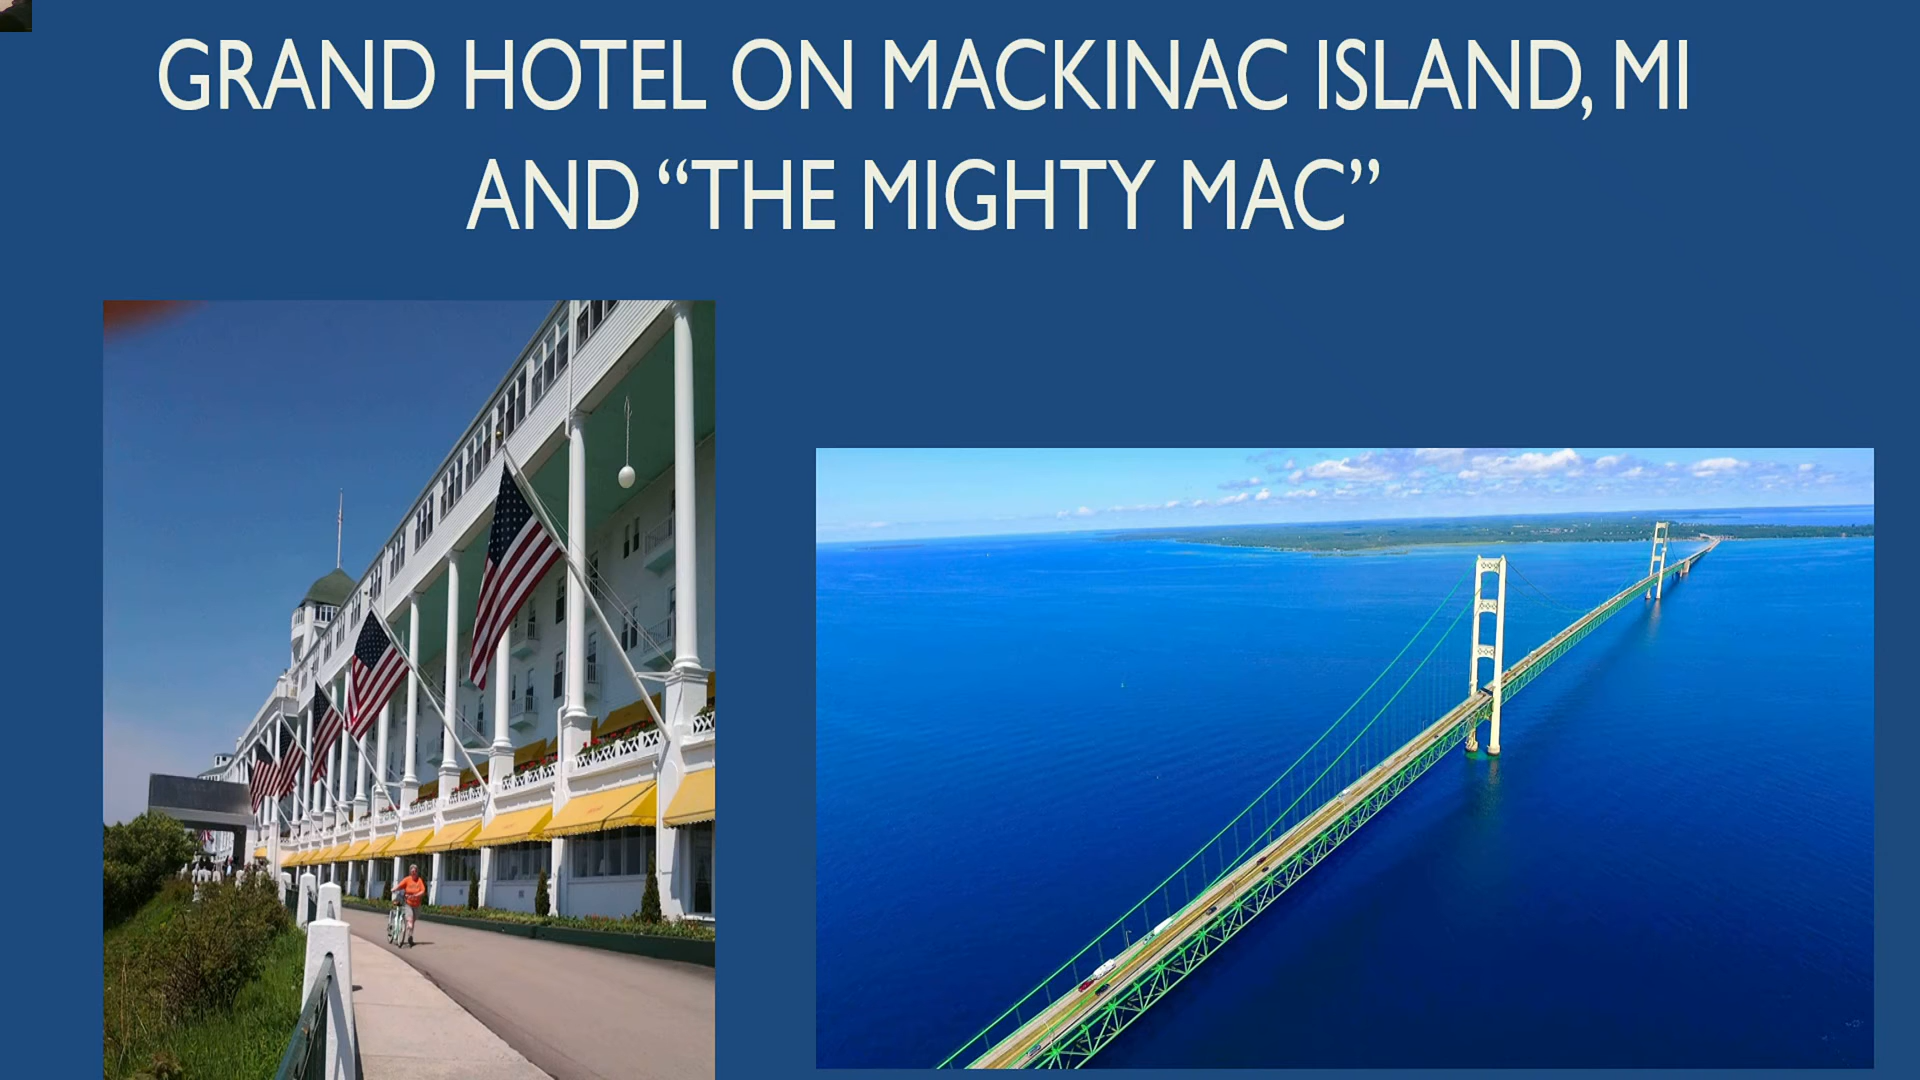 GRAND HOTEL ON MACKINAC ISLAND, MI
AND “THE MIGHTY MAC”